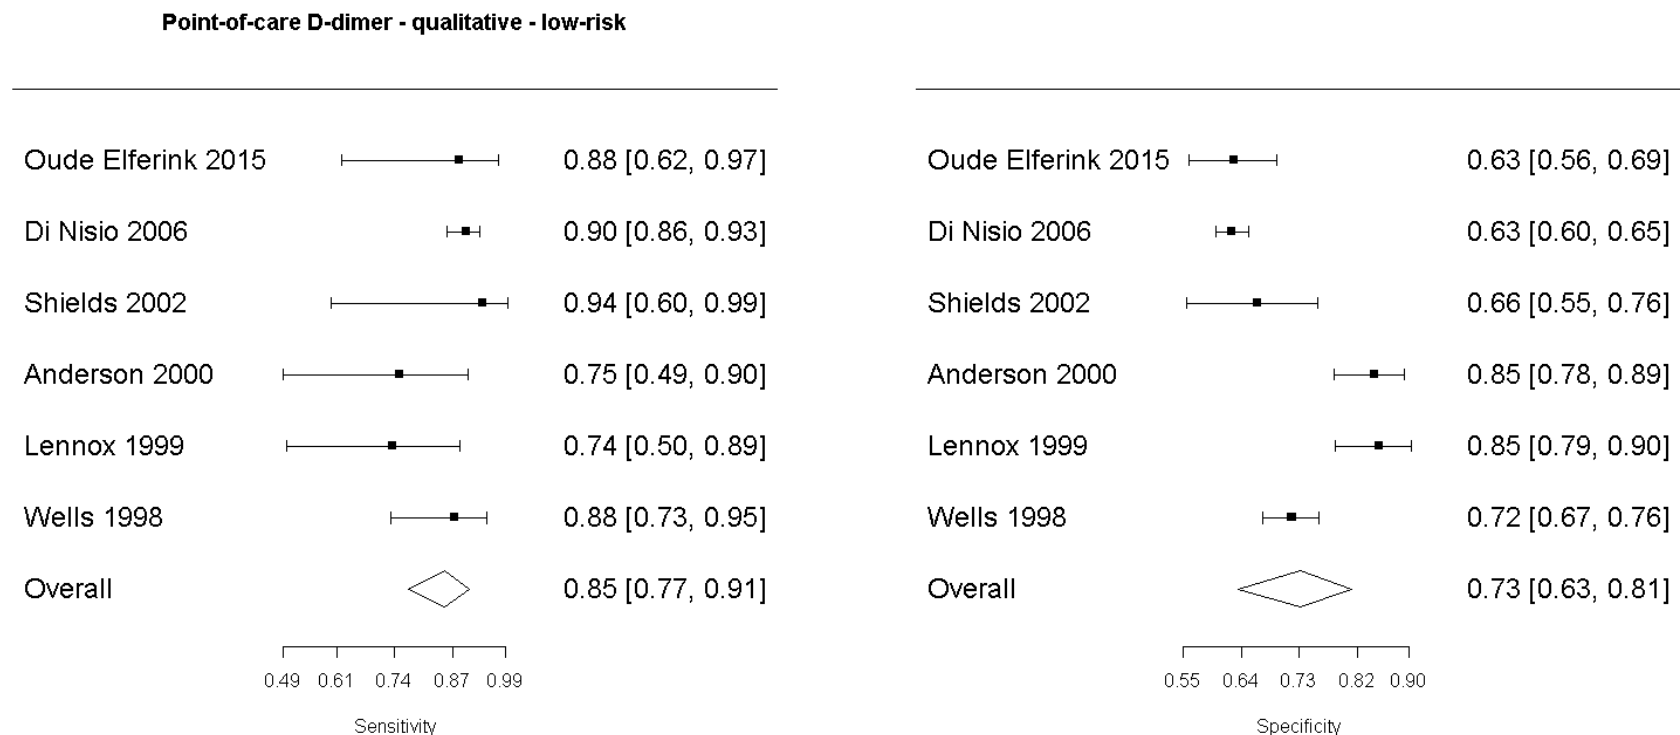 Point-of-care D-dimer - qualitative - low-risk
Oude Elferink 2015 0.88 [0.62, 0.97] Oude Elferink 2015 0.63 [0.56, 0.69]
Di Nisio 2006 0.90 [0.86, 0.93] Di Nisio 2006 0.63 [0.60, 0.65]
Shields 2002 0.94 [0.60, 0.99] Shields 2002 0.66 [0.55, 0.76]
Anderson 2000 0.75 [0.49, 0.90] Anderson 2000 0.85 [0.78, 0.89]
Lennox 1999 0.74 [0.50, 0.89] Lennox 1999 0.85 [0.79, 0.90]
Wells 1998 0.88 [0.73, 0.95] Wells 1998 0.72 [0.67, 0.76]
Overall 0.85 [0.77, 0.91] Overall 0.73 [0.63, 0.81]
0.49 0.61 0.74 0.87 0.99 0.55 0.64 0.73 0.82 0.90
Sensitivity Specificity